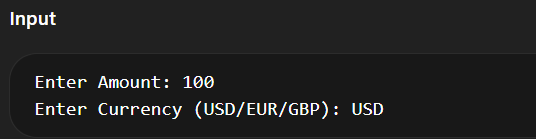 Input
Enter Amount: 100
Enter Currency (USD/EUR/GBP): USD